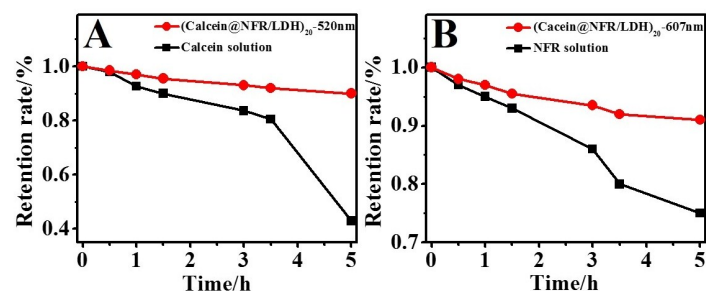 A
(Calcein@NFR/LDH)20-520nm
Calcein solution
Retention rate/%
1.0
0.8
0.6
0.4
0 1 2 3 4 5
Time/h
B
(Cacein@NFR/LDH)20-607nm
NFR solution
Retention rate/%
1.0
0.9
0.8
0.7
0 1 2 3 4 5
Time/h